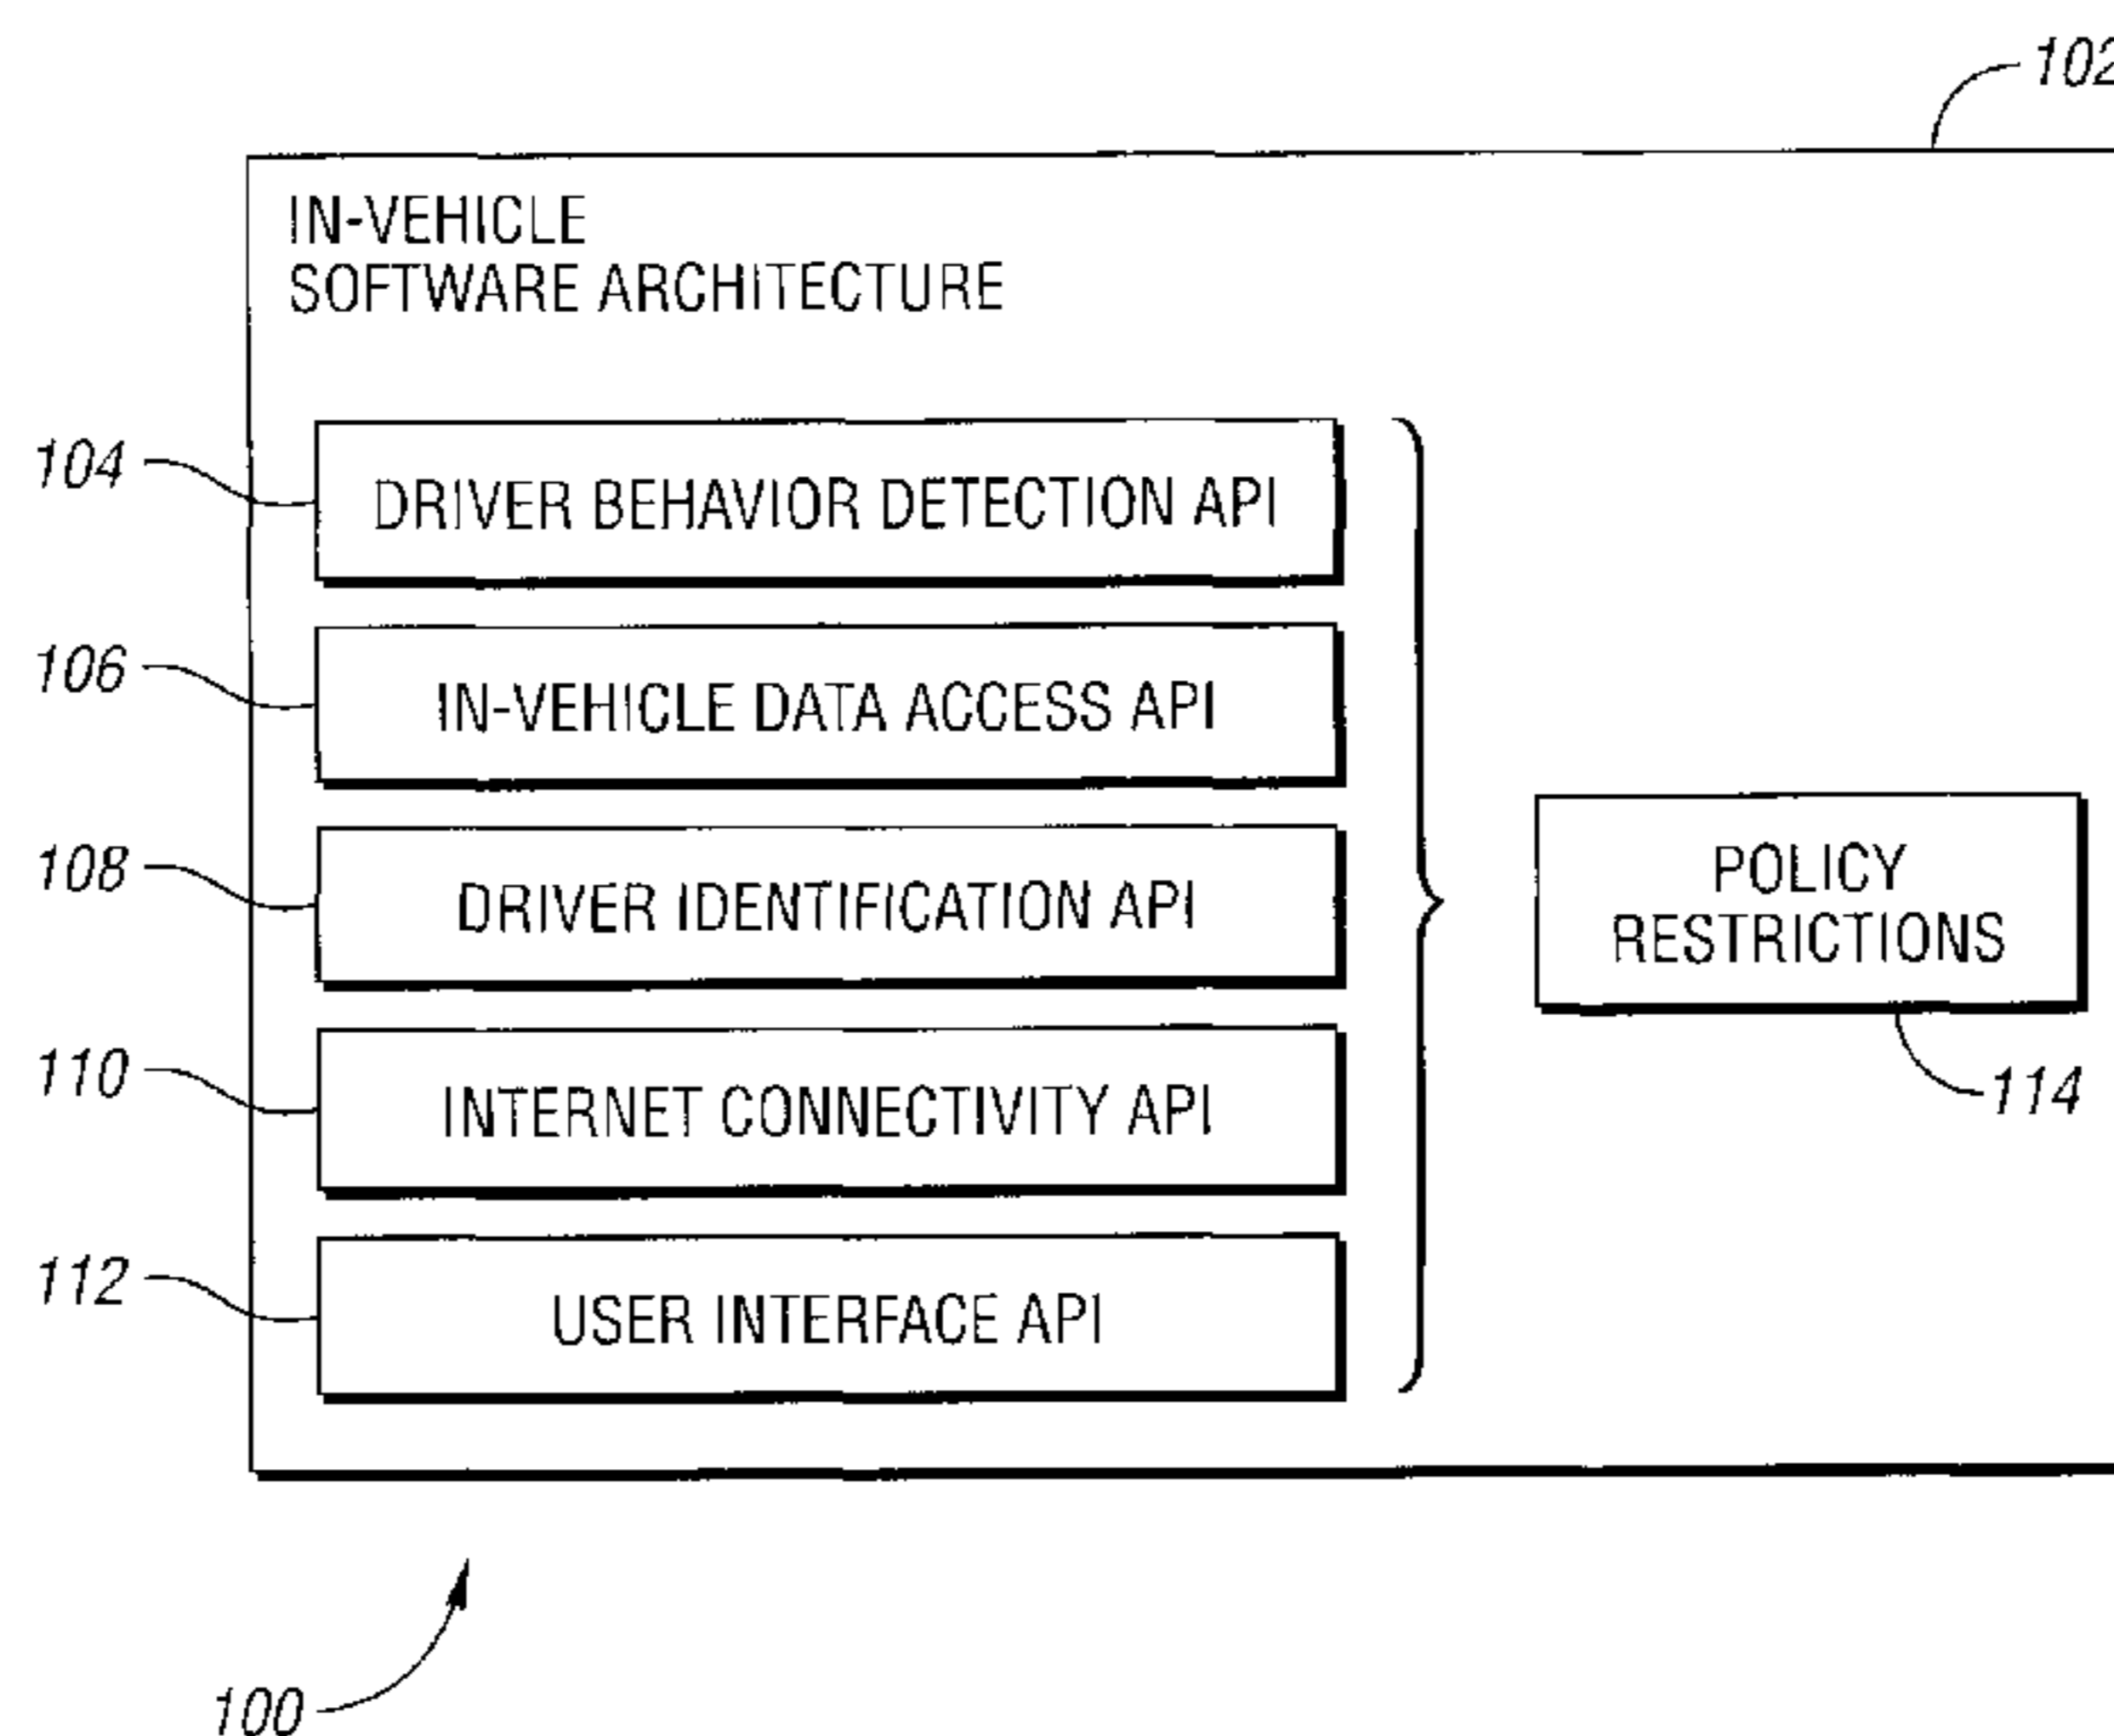 102
IN-VEHICLE
SOFTWARE ARCHITECTURE
104
DRIVER BEHAVIOR DETECTION API
106
IN-VEHICLE DATA ACCESS API
108
DRIVER IDENTIFICATION API
POLICY
RESTRICTIONS
110
INTERNET CONNECTIVITY API
114
112
USER INTERFACE API
100